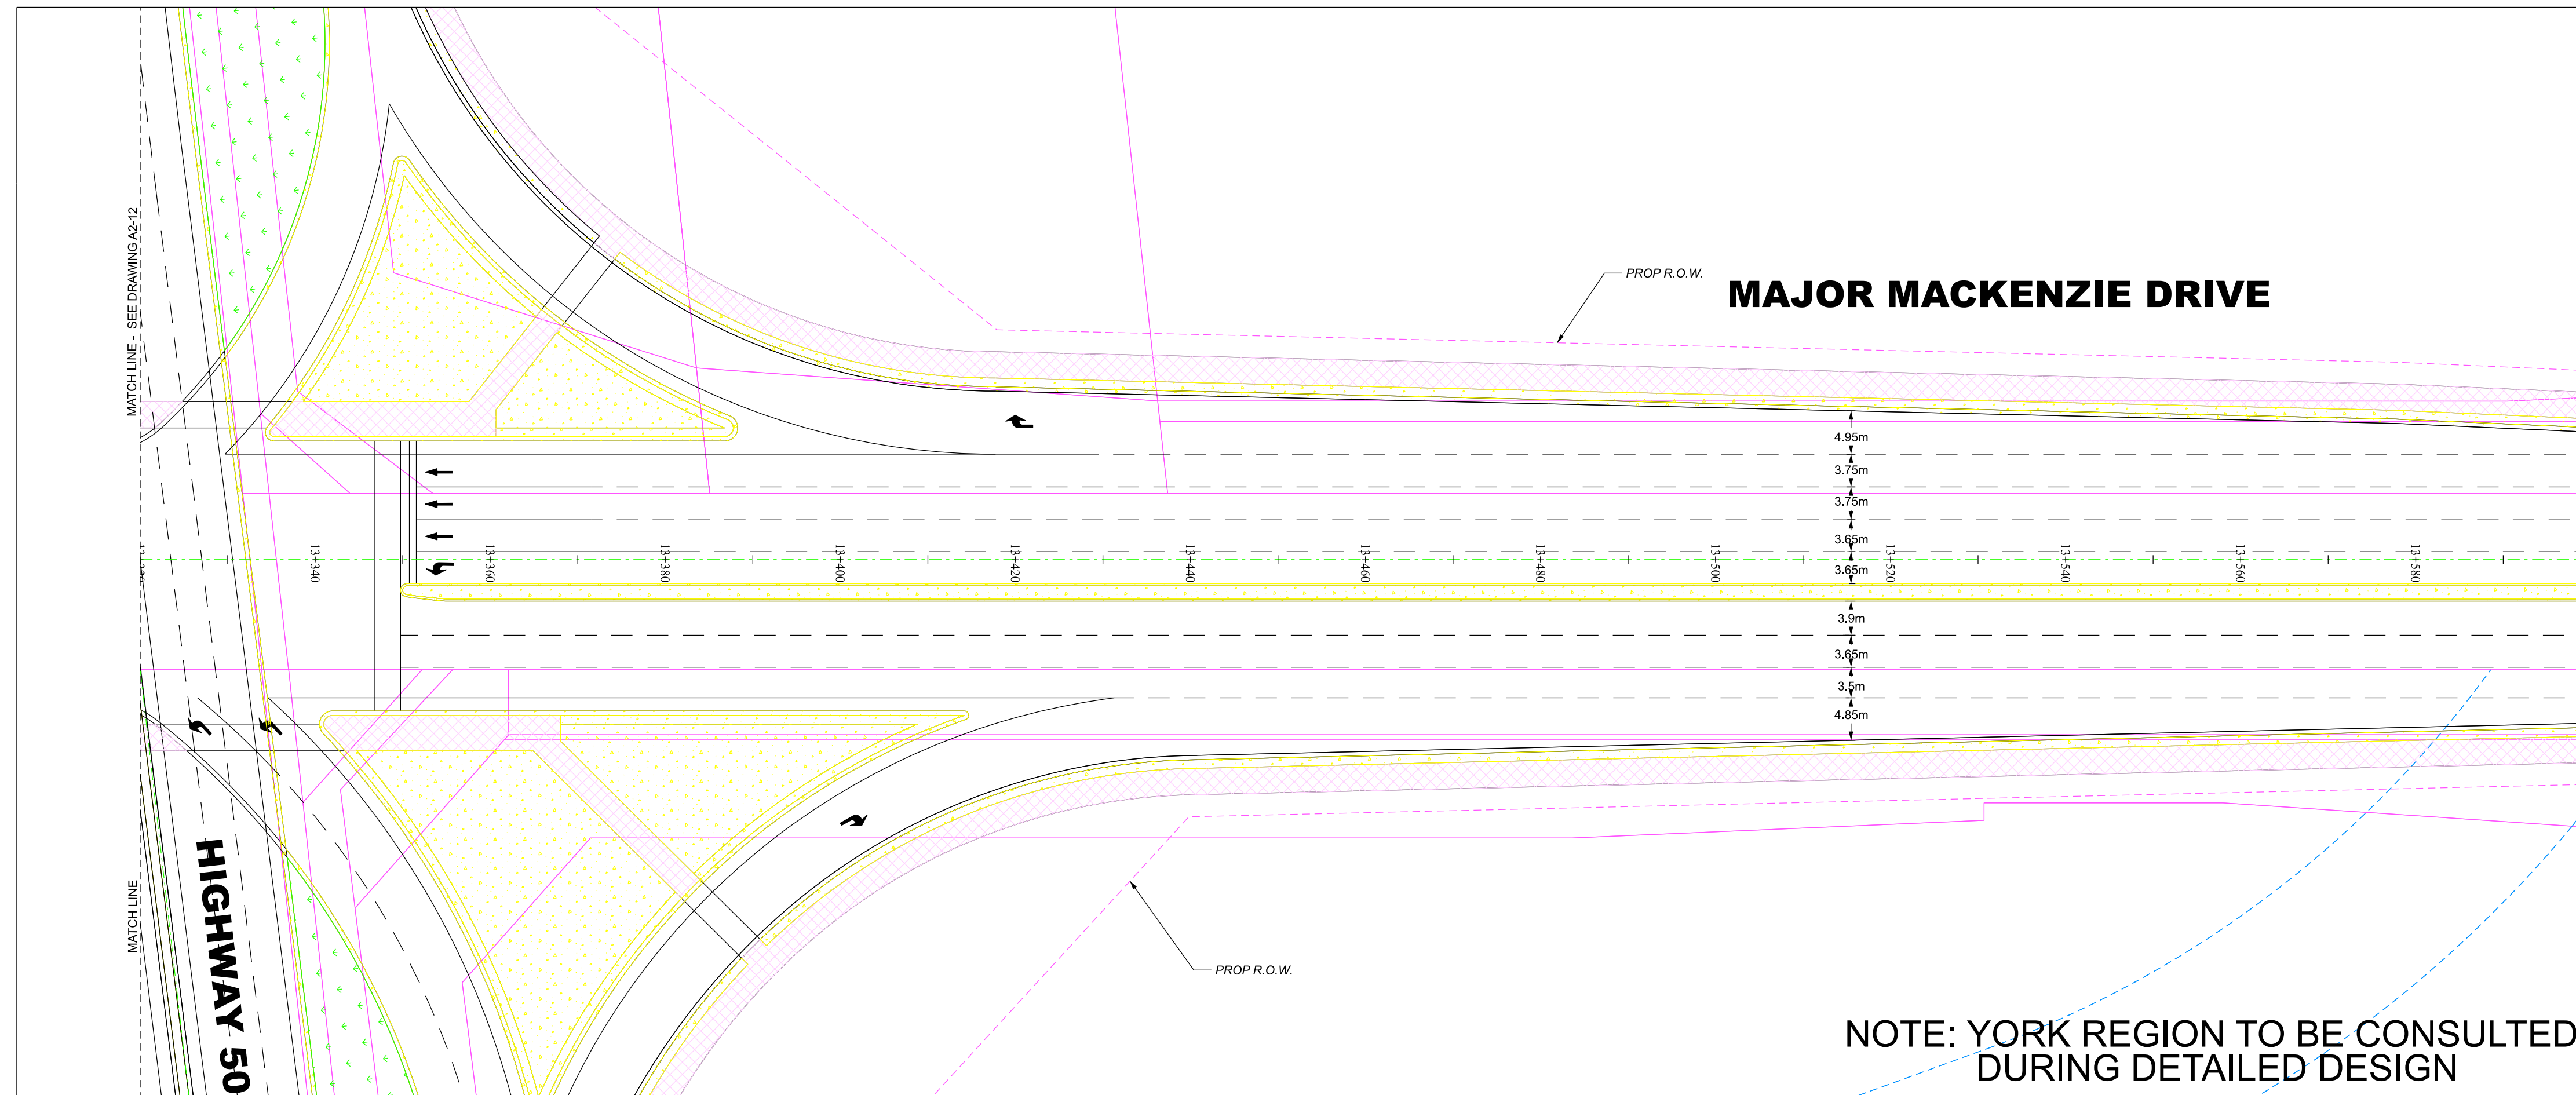 MATCH LINE - SEE DRAWING A2-12
PROP R.O.W.
MAJOR MACKENZIE DRIVE
4.95m
3.75m
3.75m
3.65m
3.65m
13+340
13+360
13+380
13+400
13+420
13+440
13+460
13+480
13+500
13+520
13+540
13+560
13+580
3.9m
3.65m
3.5m
4.85m
HIGHWAY 50
MATCH LINE
PROP R.O.W.
NOTE: YORK REGION TO BE CONSULTED
DURING DETAILED DESIGN